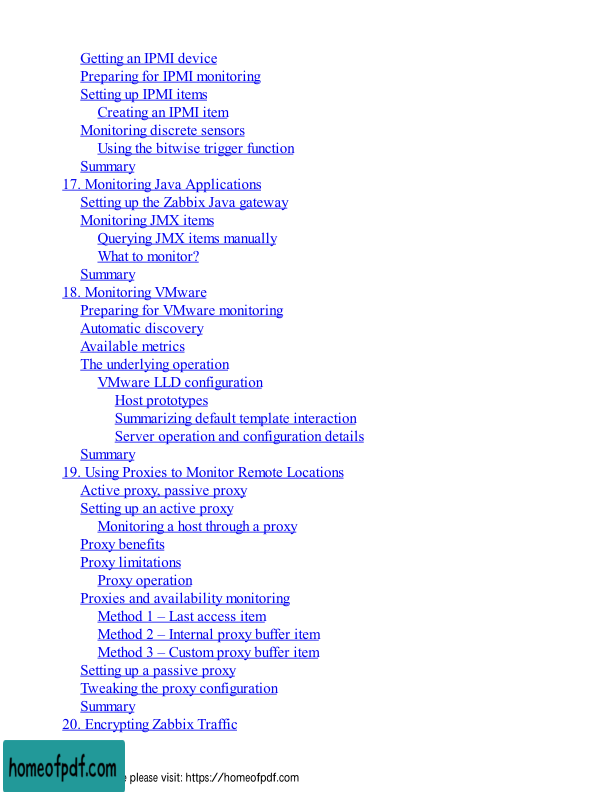 Getting an IPMI device
Preparing for IPMI monitoring
Setting up IPMI items
Creating an IPMI item
Monitoring discrete sensors
Using the bitwise trigger function
Summary
17. Monitoring Java Applications
Setting up the Zabbix Java gateway
Monitoring JMX items
Querying JMX items manually
What to monitor?
Summary
18. Monitoring VMware
Preparing for VMware monitoring
Automatic discovery
Available metrics
The underlying operation
VMware LLD configuration
Host prototypes
Summarizing default template interaction
Server operation and configuration details
Summary
19. Using Proxies to Monitor Remote Locations
Active proxy, passive proxy
Setting up an active proxy
Monitoring a host through a proxy
Proxy benefits
Proxy limitations
Proxy operation
Proxies and availability monitoring
Method 1 – Last access item
Method 2 – Internal proxy buffer item
Method 3 – Custom proxy buffer item
Setting up a passive proxy
Tweaking the proxy configuration
Summary
20. Encrypting Zabbix Traffic
homeofpdf.com
please visit: https://homeofpdf.com